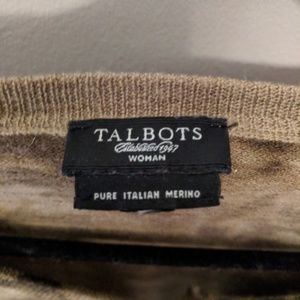 TALBOTS
Established 1947
WOMAN
PURE ITALIAN MERINO